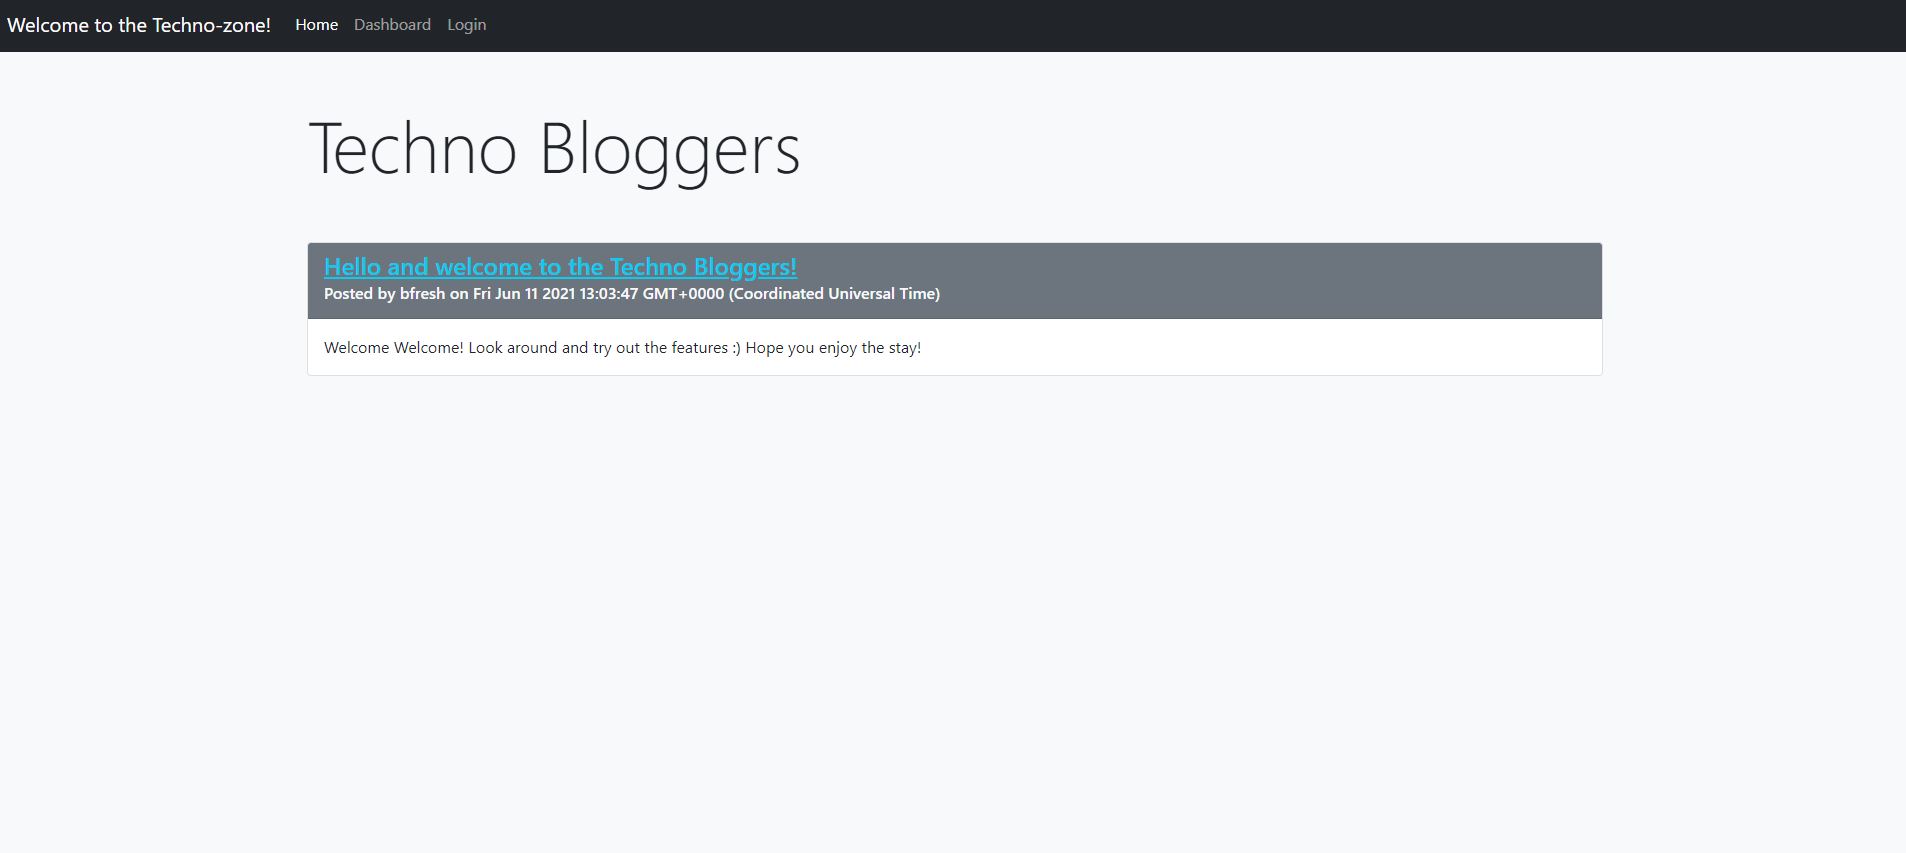 Welcome to the Techno-zone! Home Dashboard Login
Techno Bloggers
Hello and welcome to the Techno Bloggers!
Posted by bfresh on Fri Jun 11 2021 13:03:47 GMT+0000 (Coordinated Universal Time)
Welcome Welcome! Look around and try out the features :) Hope you enjoy the stay!